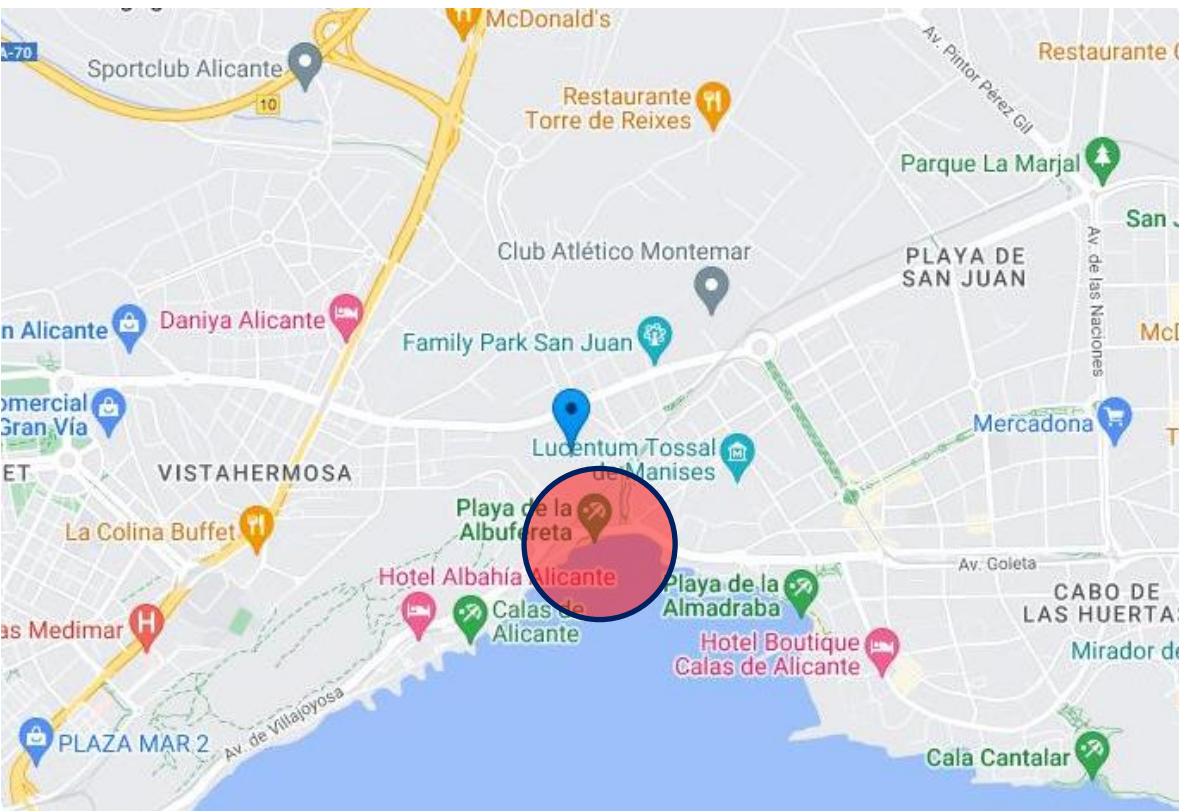 McDonald's
A-70
Sportclub Alicante
10
Av. Pintor Pérez Gil
Restaurante
Restaurante
Torre de Reixes
Parque La Marjal
San
Club Atlético Montemar
PLAYA DE
SAN JUAN
Av. de las Naciones
n Alicante
Daniya Alicante
Family Park San Juan
McD
omercial
Gran Vía
Mercadona
T
Lucentum Tossal
de Manises
ET
VISTAHERMOSA
Playa de la
Albufereta
La Colina Buffet
Av. Goleta
Hotel Albahía Alicante
Playa de la
Almadraba
CABO DE
LAS HUERTAS
Calas de
Alicante
as Medimar
H
Hotel Boutique
Calas de Alicante
Mirador de
Av. de Villajoyosa
PLAZA MAR 2
Cala Cantalar